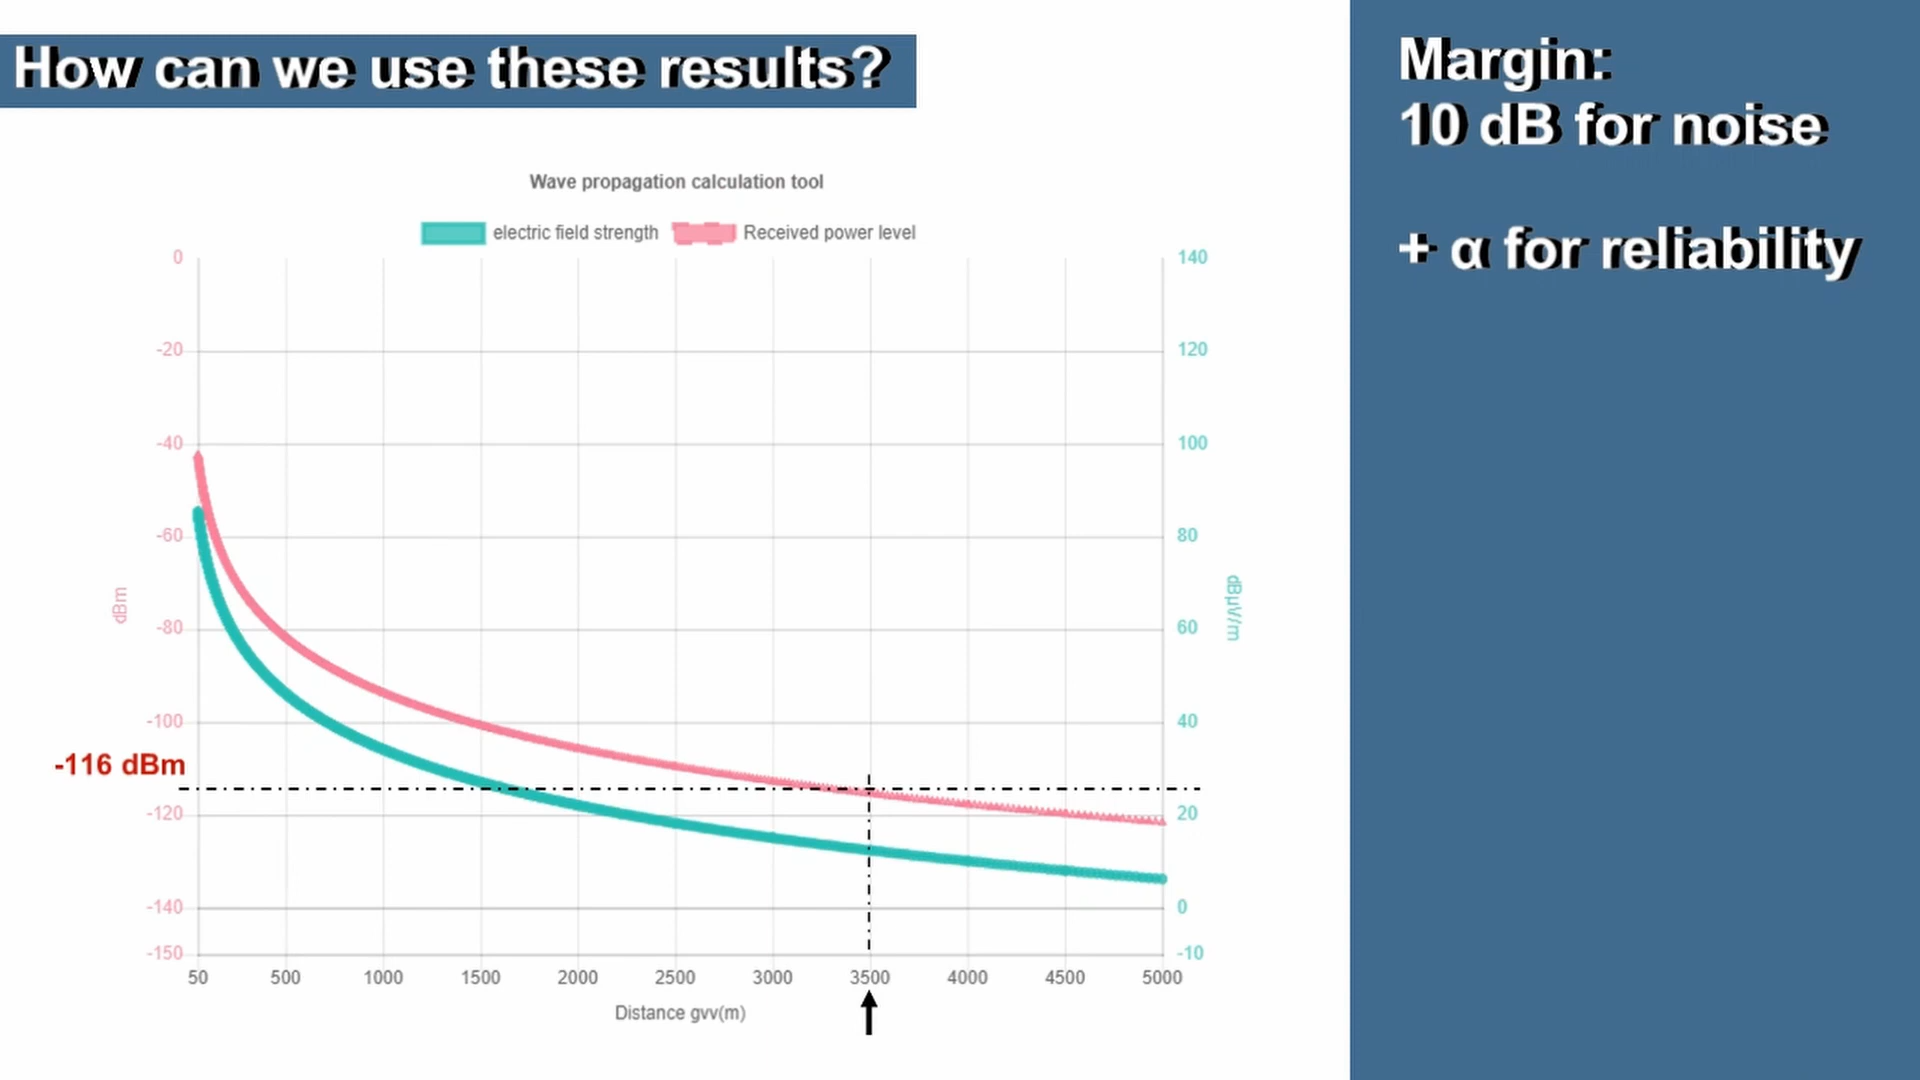 How can we use these results?
Margin:
10 dB for noise
+ α for reliability
Wave propagation calculation tool
electric field strength
Received power level
0
-20
-40
-60
-80
-100
-120
-140
-150
dBm
-116 dBm
140
120
100
80
60
40
20
0
-10
dBμV/m
50 500 1000 1500 2000 2500 3000 3500 4000 4500 5000
Distance gvv(m)